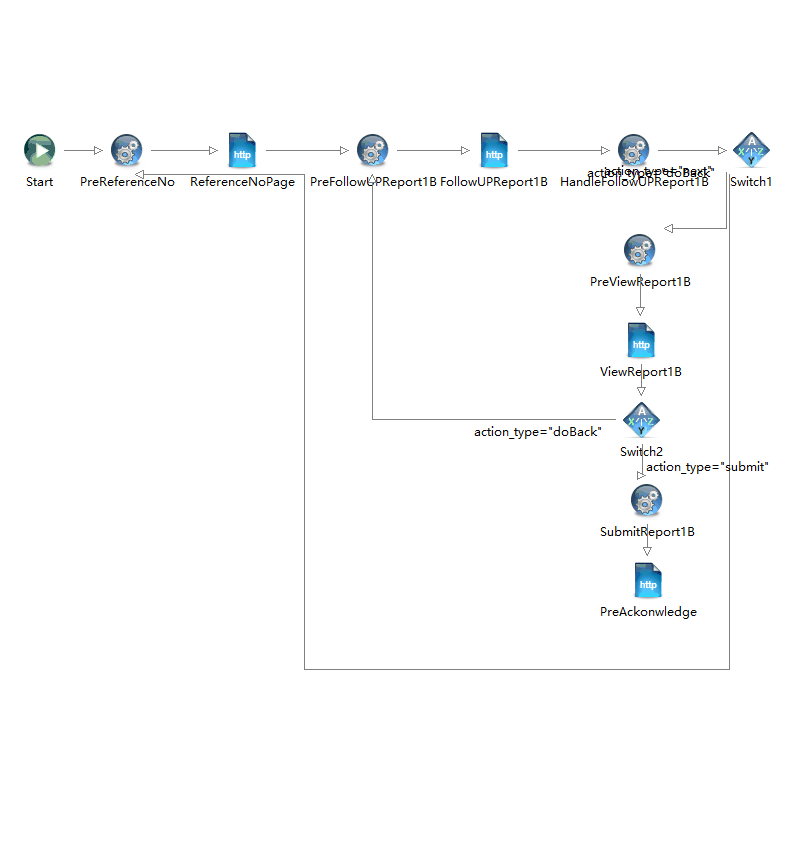 http
http
action_type="next"
action_type="doBack"
Start
PreReferenceNo
ReferenceNoPage
PreFollowUPReport1B
FollowUPReport1B
HandleFollowUPReport1B
A
X
Z
Y
Switch1
PreViewReport1B
http
ViewReport1B
A
X
Z
Y
action_type="doBack"
Switch2
action_type="submit"
SubmitReport1B
http
PreAckonwledge